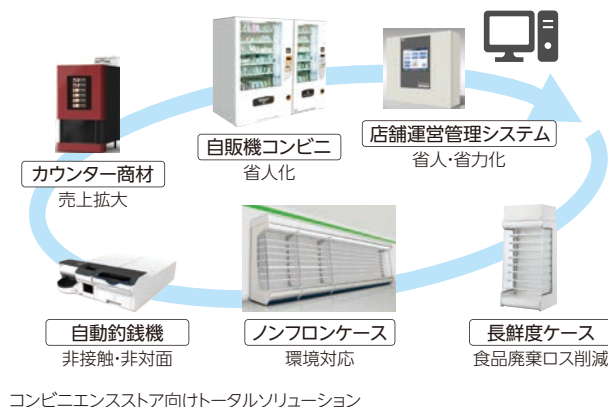 自販機コンビニ
省人化
店舗運営管理システム
省人・省力化
カウンター商材
売上拡大
自動釣銭機
非接触・非対面
ノンフロンケース
環境対応
長鮮度ケース
食品廃棄ロス削減
コンビニエンスストア向けトータルソリューション